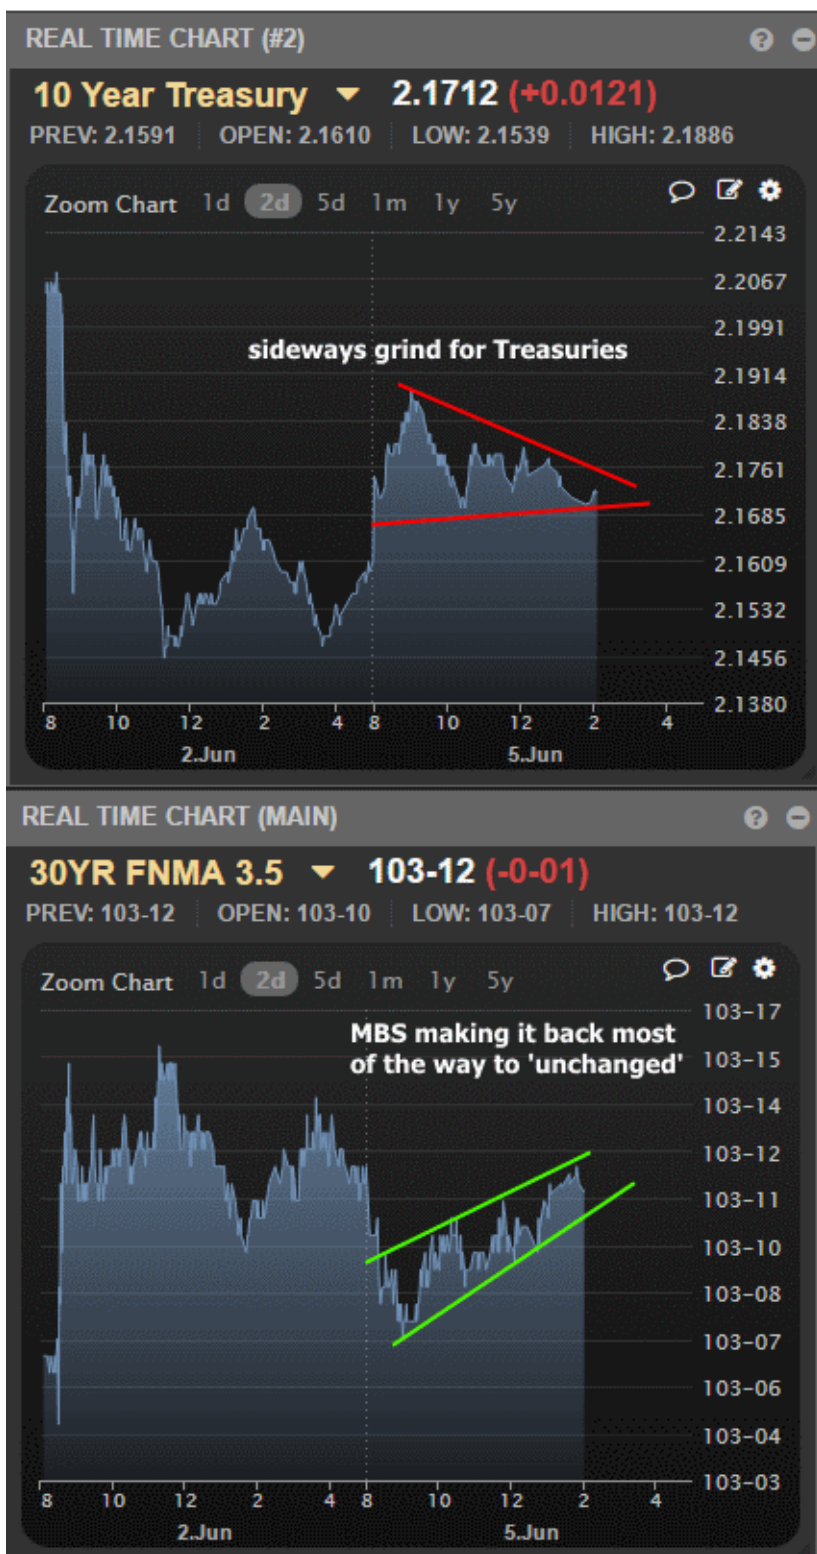 REAL TIME CHART (#2)
10 Year Treasury 2.1712 (+0.0121)
PREV: 2.1591 OPEN: 2.1610 LOW: 2.1539 HIGH: 2.1886
Zoom Chart 1d 2d 5d 1m 1y 5y
2.2143
2.2067
2.1991
sideways grind for Treasuries
2.1914
2.1838
2.1761
2.1685
2.1609
2.1532
2.1456
2.1380
8 10 12 2 4 8 10 12 2 4
2.Jun 5.Jun
REAL TIME CHART (MAIN)
30YR FNMA 3.5 103-12 (-0-01)
PREV: 103-12 OPEN: 103-10 LOW: 103-07 HIGH: 103-12
Zoom Chart 1d 2d 5d 1m 1y 5y
103-17
MBS making it back most
of the way to 'unchanged'
103-15
103-14
103-12
103-11
103-10
103-08
103-07
103-06
103-04
103-03
8 10 12 2 4 8 10 12 2 4
2.Jun 5.Jun